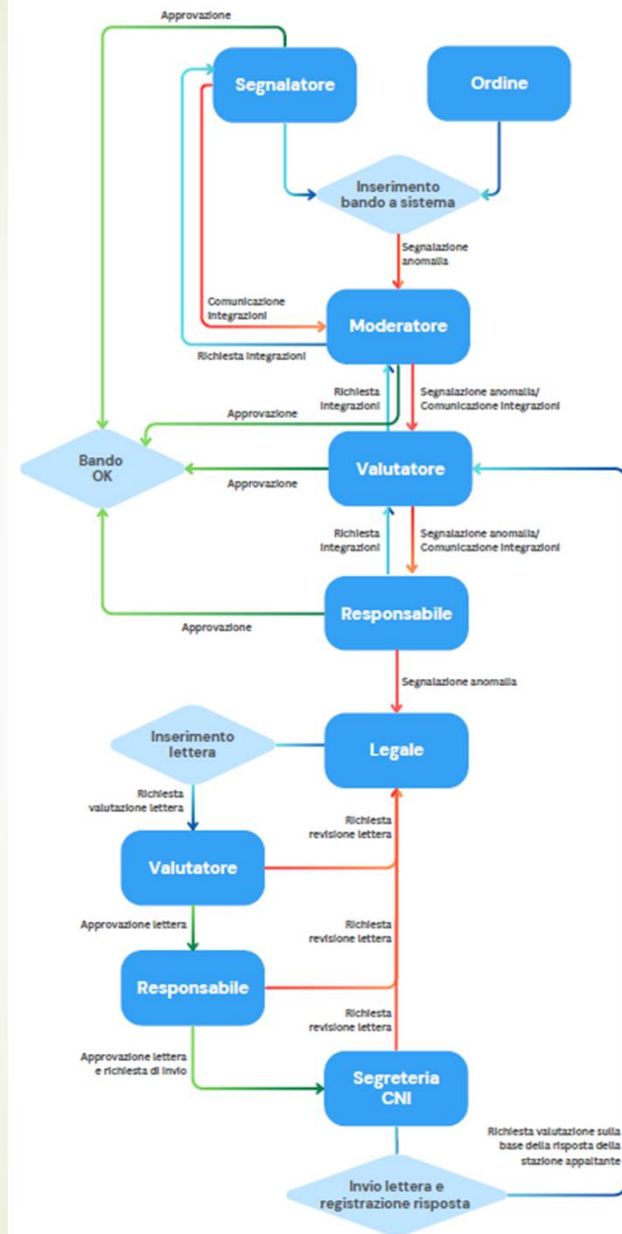 Approvazione
Segnalatore
Ordine
Inserimento
bando a sistema
Segnalazione
anomalia
Comunicazione
Integrazioni
Moderatore
Richiesta Integrazioni
Richiesta
Integrazioni
Segnalazione anomalia/
Comunicazione Integrazioni
Approvazione
Bando
OK
Valutatore
Approvazione
Richiesta
Integrazioni
Segnalazione anomalia/
Comunicazione Integrazioni
Responsabile
Approvazione
Segnalazione anomalia
Inserimento
lettera
Legale
Richiesta
valutazione lettera
Richiesta
revisione lettera
Valutatore
Approvazione lettera
Richiesta
revisione lettera
Responsabile
Richiesta
revisione lettera
Approvazione lettera
e richiesta di Invio
Segreteria
CNI
Richiesta valutazione sulla
base della risposta della
stazione appaltante
Invio lettera e
registrazione risposta